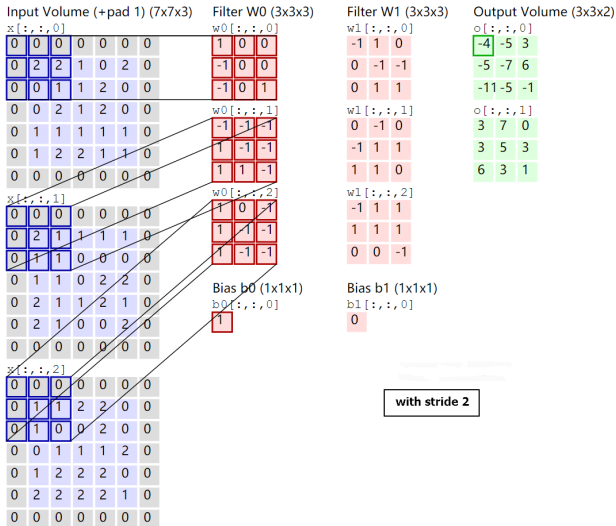 Input Volume (+pad 1) (7x7x3)
x[:,:,0]
0 0 0 0 0 0 0
0 2 2 1 0 2 0
0 0 1 1 2 0 0
0 0 2 1 2 0 0
0 1 1 1 1 1 0
0 1 2 2 1 1 0
0 0 0 0 0 0 0
x[:,:,1]
0 0 0 0 0 0 0
0 2 1 1 1 1 0
0 1 1 0 0 0 0
0 1 1 0 2 2 0
0 2 1 1 2 1 0
0 2 1 0 0 2 0
0 0 0 0 0 0 0
x[:,:,2]
0 0 0 0 0 0 0
0 1 1 2 2 0 0
0 1 0 0 2 0 0
0 0 1 1 1 2 0
0 1 2 2 2 0 0
0 2 2 2 2 1 0
0 0 0 0 0 0 0
Filter W0 (3x3x3)
w0[:,:,0]
1 0 0
-1 0 0
-1 0 1
w0[:,:,1]
-1 -1 -1
1 -1 -1
1 1 -1
w0[:,:,2]
1 0 -1
1 -1 -1
1 -1 -1
Bias b0 (1x1x1)
b0[:,:,0]
1
Filter W1 (3x3x3)
w1[:,:,0]
-1 1 0
0 -1 -1
0 1 1
w1[:,:,1]
0 -1 0
-1 1 1
0 1 0
w1[:,:,2]
-1 1 1
1 1 1
0 0 -1
Bias b1 (1x1x1)
b1[:,:,0]
0
Output Volume (3x3x2)
o[:,:,0]
-4 -5 3
-5 -7 6
-11 -5 -1
o[:,:,1]
3 7 0
3 5 3
6 3 1
with stride 2